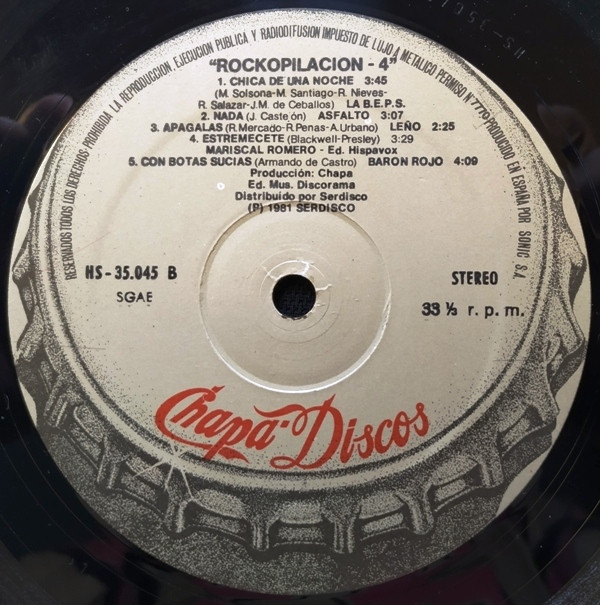 RESERVADOS TODOS LOS DERECHOS PROHIBIDA LA REPRODUCCION, EJECUCION PUBLICA Y RADIODIFUSION IMPUESTO DE LUJO A METALICO PERMISO Nº 7779 PRODUCIDO EN ESPAÑA POR SONIC S.A.
"ROCKOPILACION - 4"
1. CHICA DE UNA NOCHE 3:45
(M. Solsona-M. Santiago-R. Nieves-
R. Salazar-J.M. de Ceballos) LA B.E.P.S.
2. NADA (J. Castejón) ASFALTO 3:07
3. APAGALAS (R.Mercado-R.Penas-A.Urbano) LEÑO 2:25
4. ESTREMECETE (Blackwell-Presley) 3:29
MARISCAL ROMERO - Ed. Hispavox
5. CON BOTAS SUCIAS (Armando de Castro) BARON ROJO 4:09
Producción: Chapa
Ed. Mus. Discorama
Distribuido por Serdisco
(P) 1981 SERDISCO
HS-35.045 B
SGAE
STEREO
33 ⅓ r. p. m.
Chapa-Discos